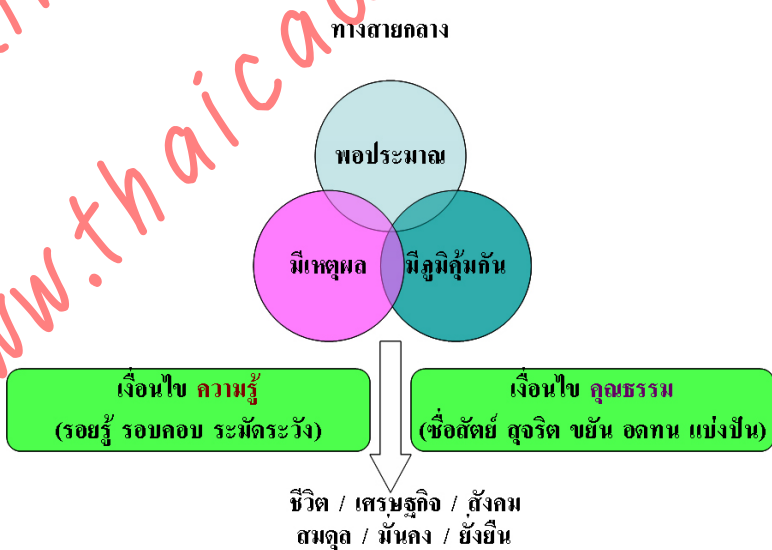 ทางสายกลาง
พอประมาณ
มีเหตุผล
มีภูมิคุ้มกัน
เงื่อนไข ความรู้
(รอยรู้ รอบคอบ ระมัดระวัง)
เงื่อนไข คุณธรรม
(ซื่อสัตย์ สุจริต ขยัน อดทน แบ่งปัน)
ชีวิต / เศรษฐกิจ / สังคม
สมดุล / มั่นคง / ยั่งยืน
www.thaicad